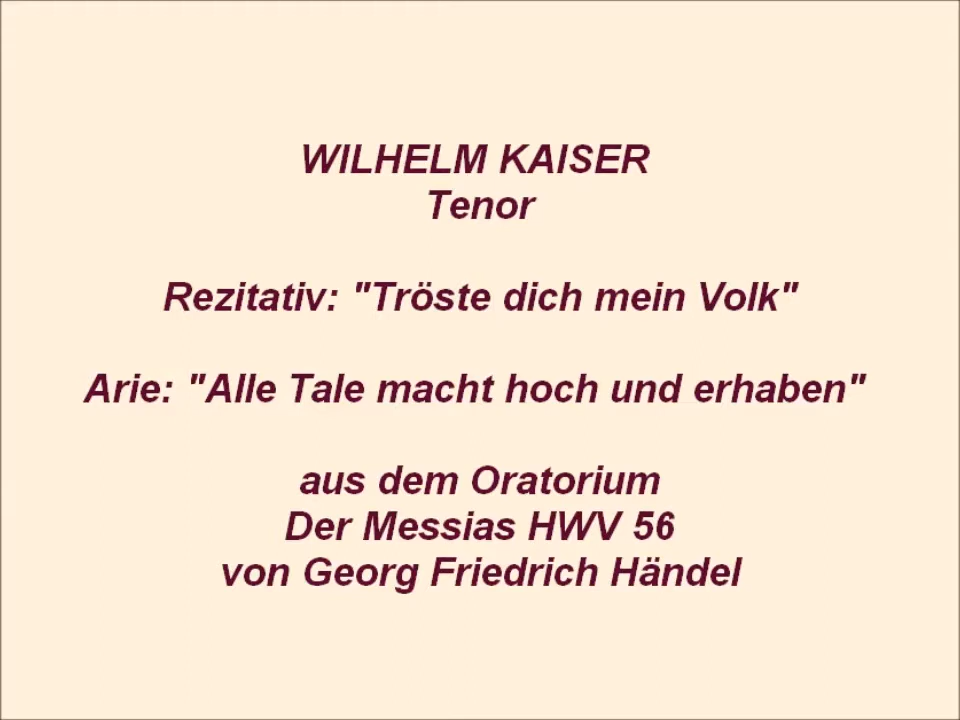 WILHELM KAISER
Tenor
Rezitativ: "Tröste dich mein Volk"
Arie: "Alle Tale macht hoch und erhaben"
aus dem Oratorium
Der Messias HWV 56
von Georg Friedrich Händel